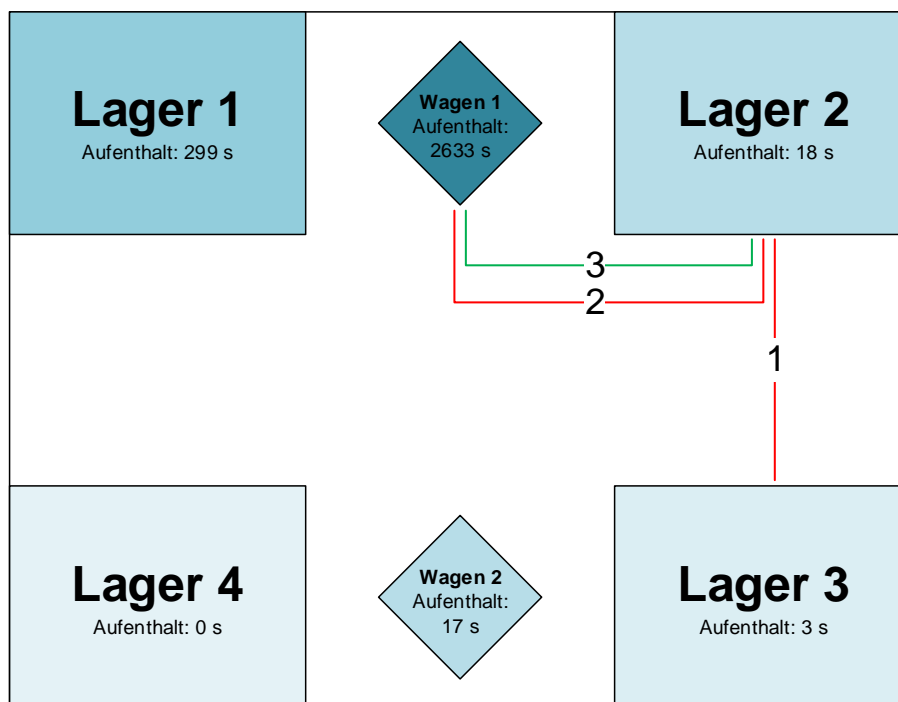 Lager 1
Aufenthalt: 299 s
Wagen 1
Aufenthalt:
2633 s
Lager 2
Aufenthalt: 18 s
3
2
1
Lager 4
Aufenthalt: 0 s
Wagen 2
Aufenthalt:
17 s
Lager 3
Aufenthalt: 3 s